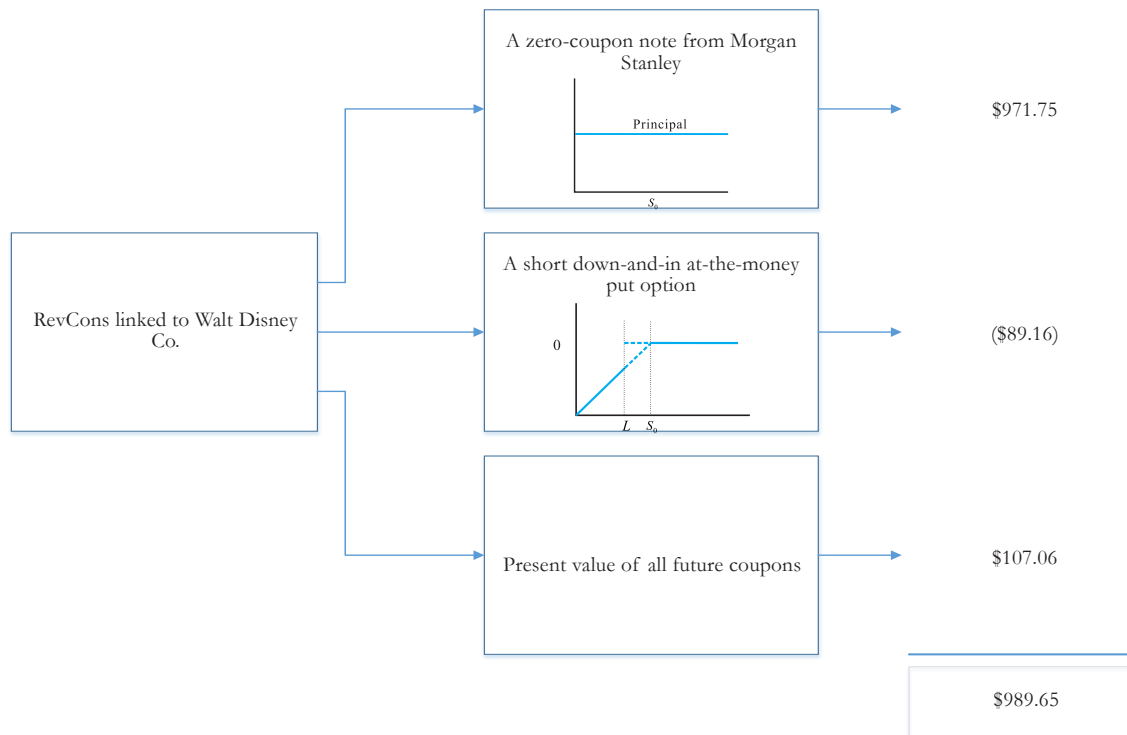 A zero-coupon note from Morgan
Stanley
Principal
S₀
$971.75
RevCons linked to Walt Disney
Co.
A short down-and-in at-the-money
put option
0
L S₀
($89.16)
Present value of all future coupons
$107.06
$989.65